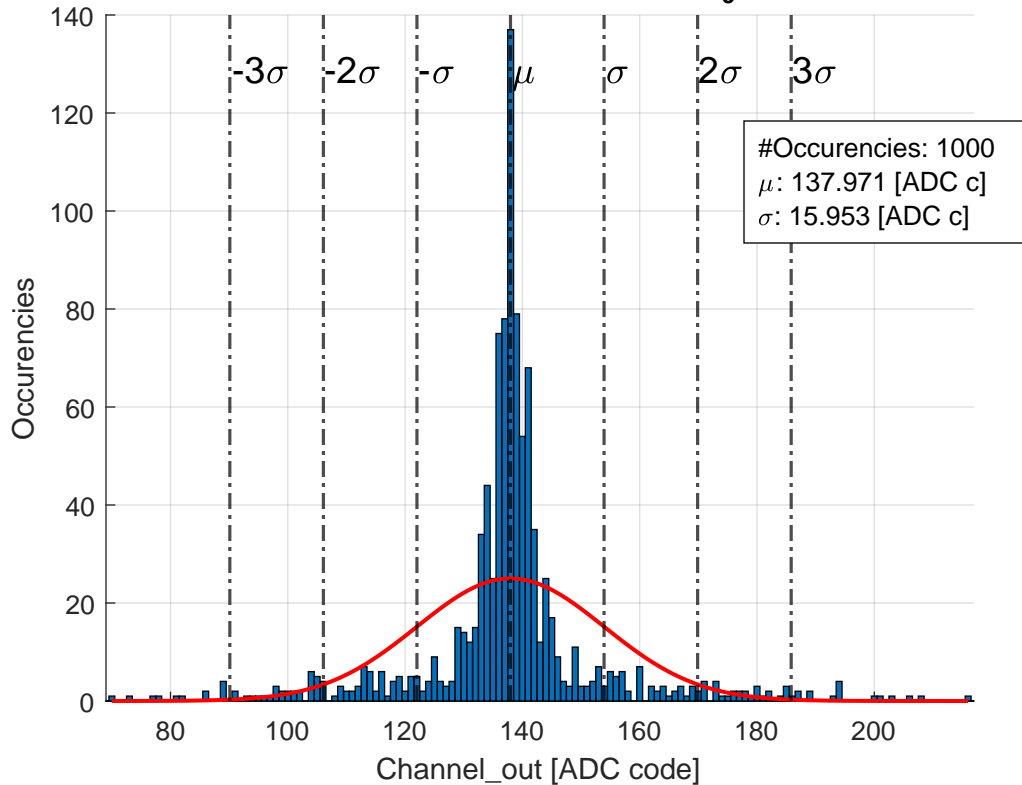 140
120
100
80
60
40
20
0
Occurencies
-3σ -2σ -σ μ σ 2σ 3σ
#Occurencies: 1000
μ: 137.971 [ADC c]
σ: 15.953 [ADC c]
80 100 120 140 160 180 200
Channel_out [ADC code]